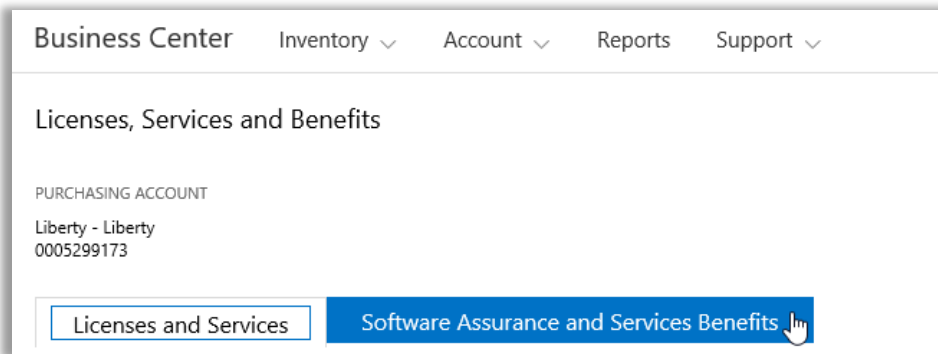 Business Center Inventory Account Reports Support
Licenses, Services and Benefits
PURCHASING ACCOUNT
Liberty - Liberty
0005299173
Licenses and Services Software Assurance and Services Benefits